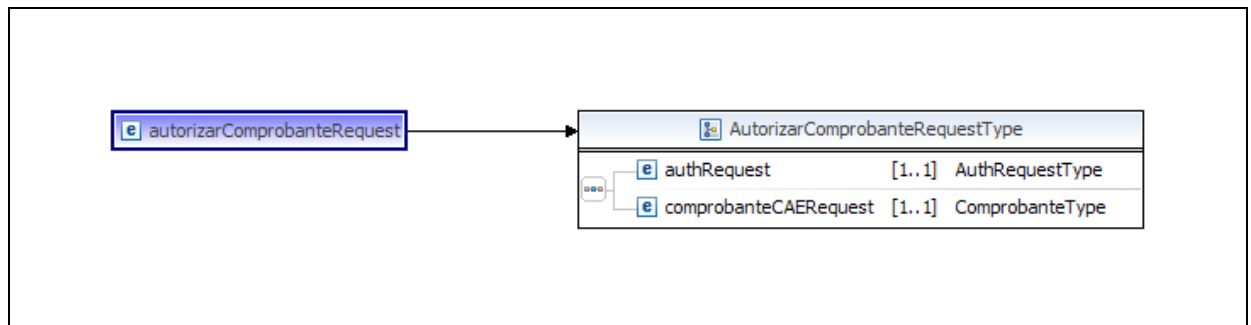 e autorizarComprobanteRequest
AutorizarComprobanteRequestType
e authRequest [1..1] AuthRequestType
e comprobanteCAERequest [1..1] ComprobanteType